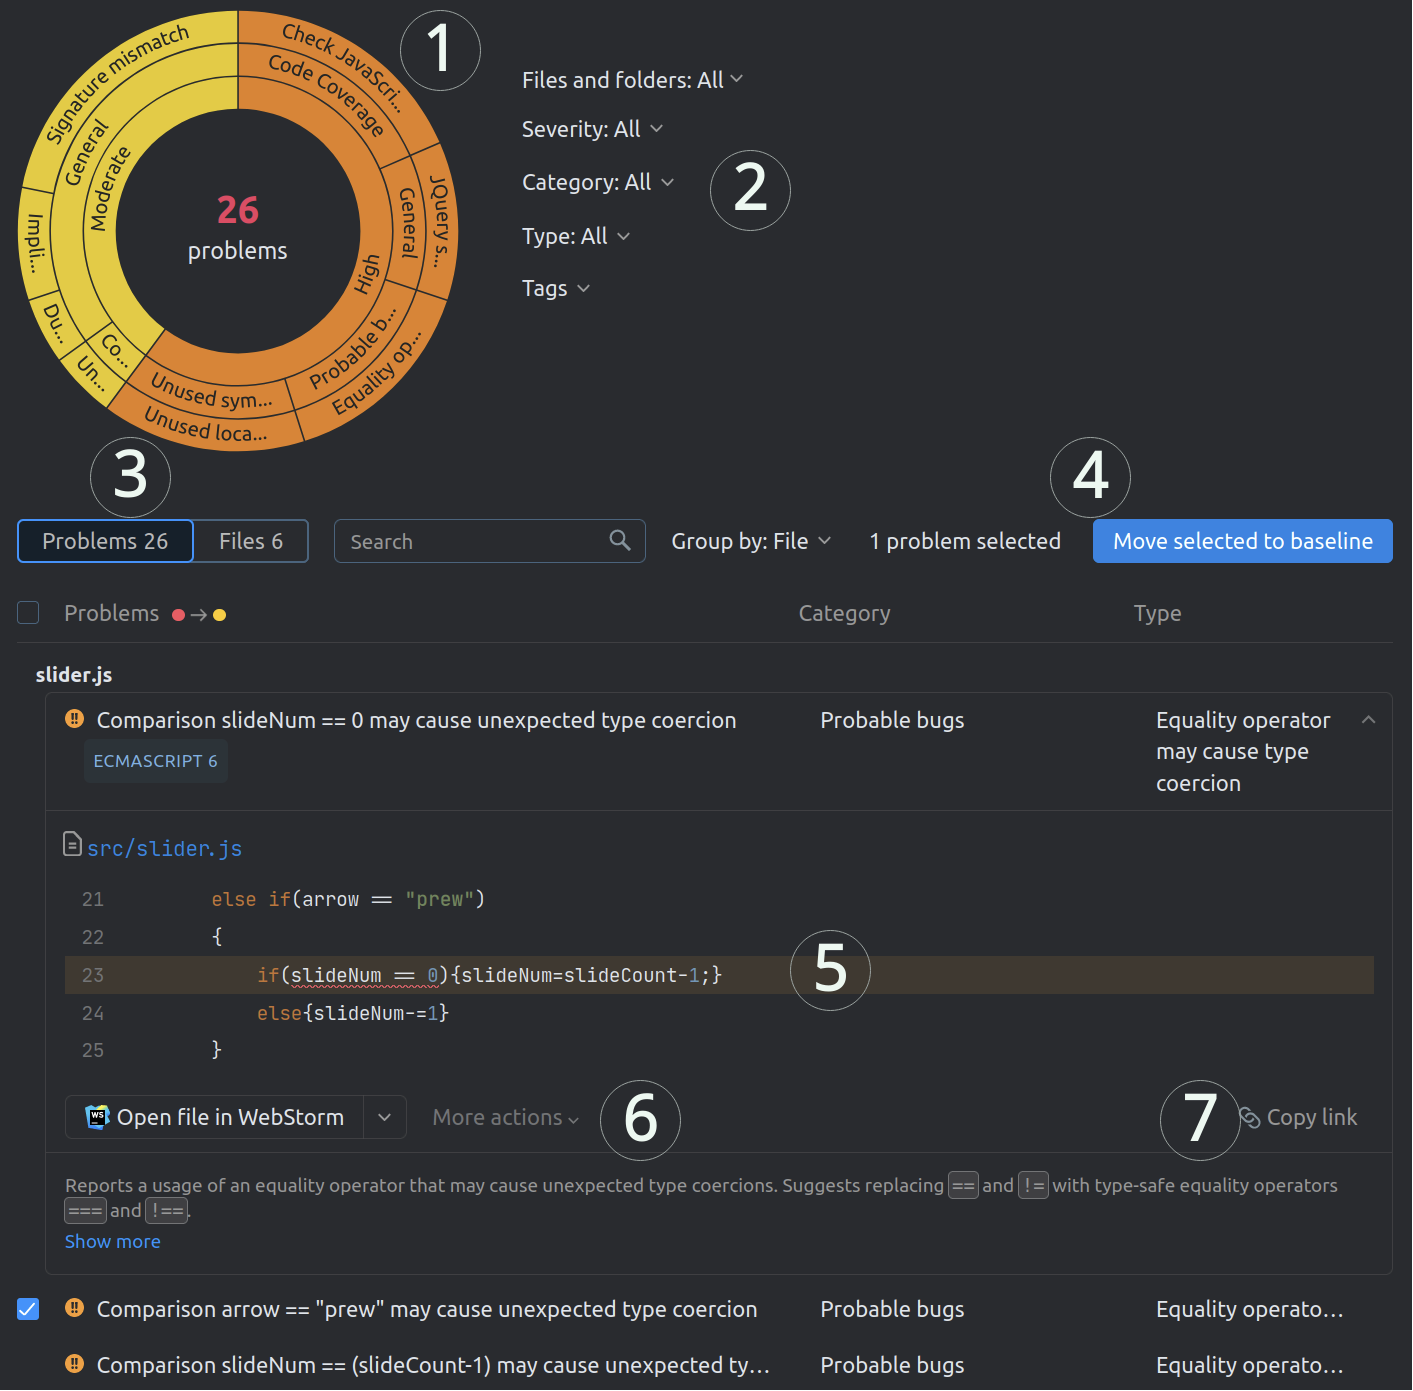 Signature mismatch
Check JavaScri...
Code Coverage
General
Moderate
Impli...
Du...
Un...
Co...
JQuery s...
General
High
Probable b...
Equality op...
Unused sym...
Unused loca...
26
problems
1
Files and folders: All
Severity: All
Category: All
2
Type: All
Tags
3
4
Problems 26
Files 6
Search
Group by: File
1 problem selected
Move selected to baseline
Problems
Category
Type
slider.js
Comparison slideNum == 0 may cause unexpected type coercion
Probable bugs
Equality operator
may cause type
coercion
ECMASCRIPT 6
src/slider.js
21 else if(arrow == "prew")
22 {
23 if(slideNum == 0){slideNum=slideCount-1;}
5
24 else{slideNum-=1}
25 }
WS
Open file in WebStorm
More actions
6
7
Copy link
Reports a usage of an equality operator that may cause unexpected type coercions. Suggests replacing == and != with type-safe equality operators
=== and !==.
Show more
Comparison arrow == "prew" may cause unexpected type coercion
Probable bugs
Equality operato...
Comparison slideNum == (slideCount-1) may cause unexpected ty...
Probable bugs
Equality operato...